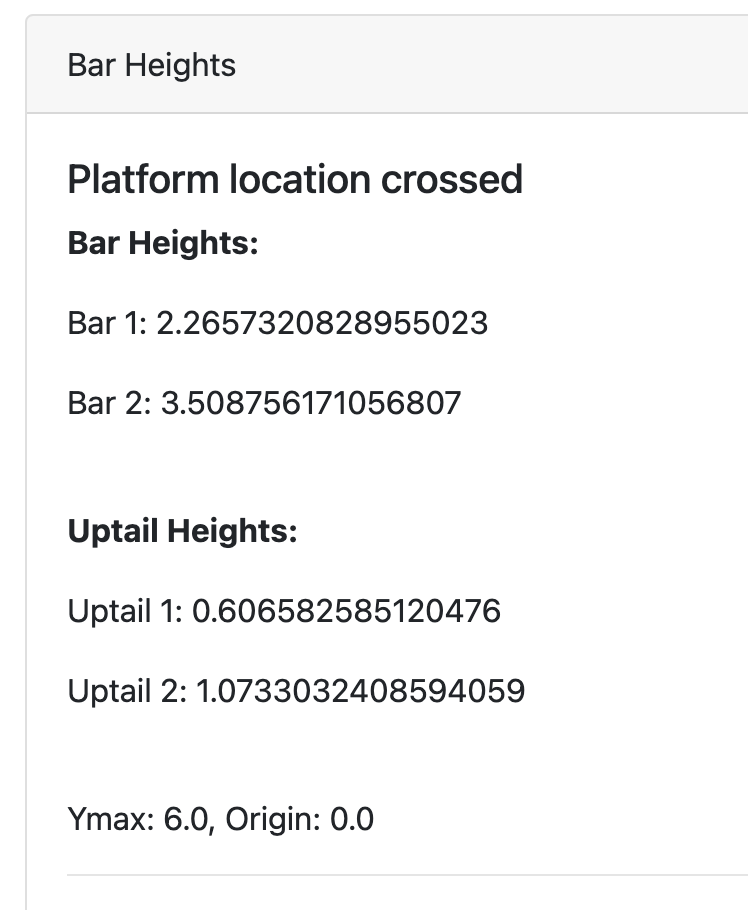 Bar Heights
Platform location crossed
Bar Heights:
Bar 1: 2.2657320828955023
Bar 2: 3.508756171056807
Uptail Heights:
Uptail 1: 0.606582585120476
Uptail 2: 1.0733032408594059
Ymax: 6.0, Origin: 0.0